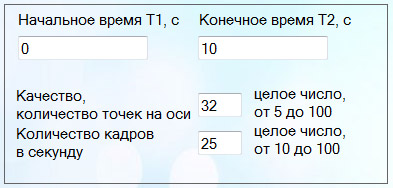 Начальное время T1, с Конечное время T2, с
0 10
Качество, целое число,
количество точек на оси 32 от 5 до 100
Количество кадров целое число,
в секунду 25 от 10 до 100